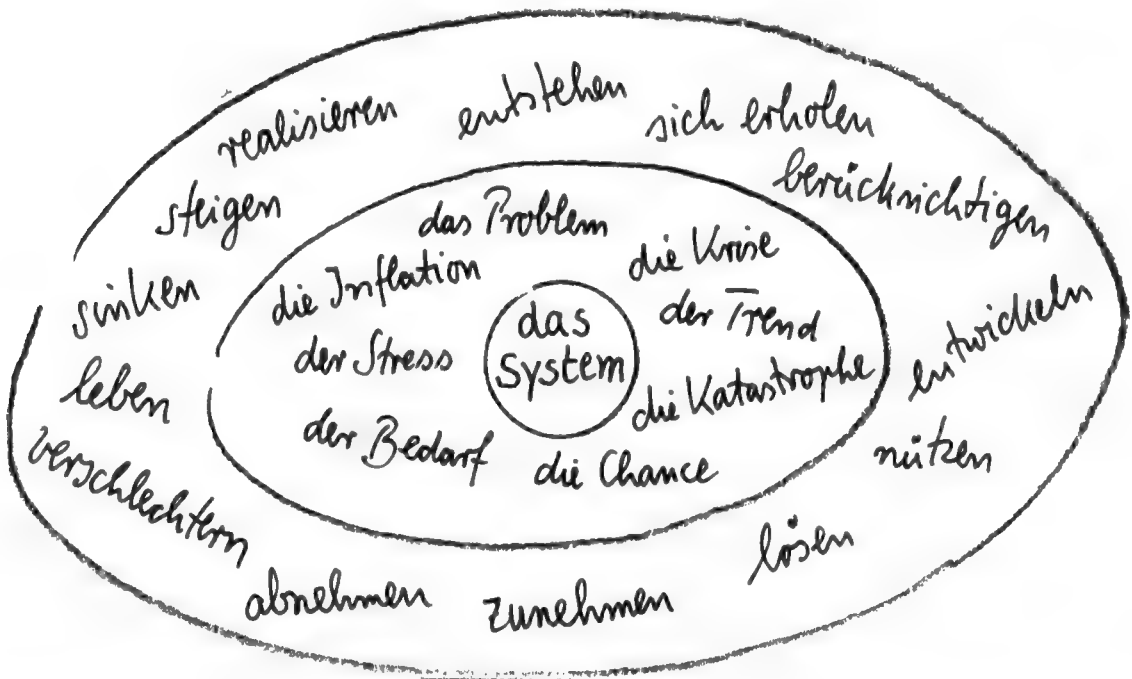 realisieren
entstehen
sich erholen
berücksichtigen
steigen
das Problem
die Krise
die Inflation
sinken
der Trend
entwickeln
das
System
der Stress
leben
die Katastrophe
der Bedarf
die Chance
nützen
verschlechtern
lösen
abnehmen
zunehmen